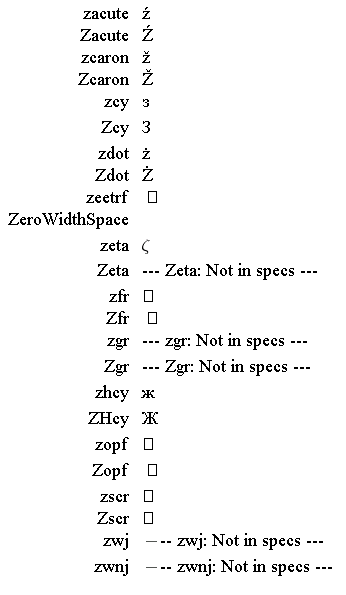 zacute ź
Zacute Ź
zcaron ž
Zcaron Ž
zcy з
Zcy З
zdot ż
Zdot Ż
zeetrf □
ZeroWidthSpace
zeta ζ
Zeta --- Zeta: Not in specs ---
zfr □
Zfr □
zgr --- zgr: Not in specs ---
Zgr --- Zgr: Not in specs ---
zhcy ж
ZHcy Ж
zopf □
Zopf □
zscr □
Zscr □
zwj --- zwj: Not in specs ---
zwnj --- zwnj: Not in specs ---